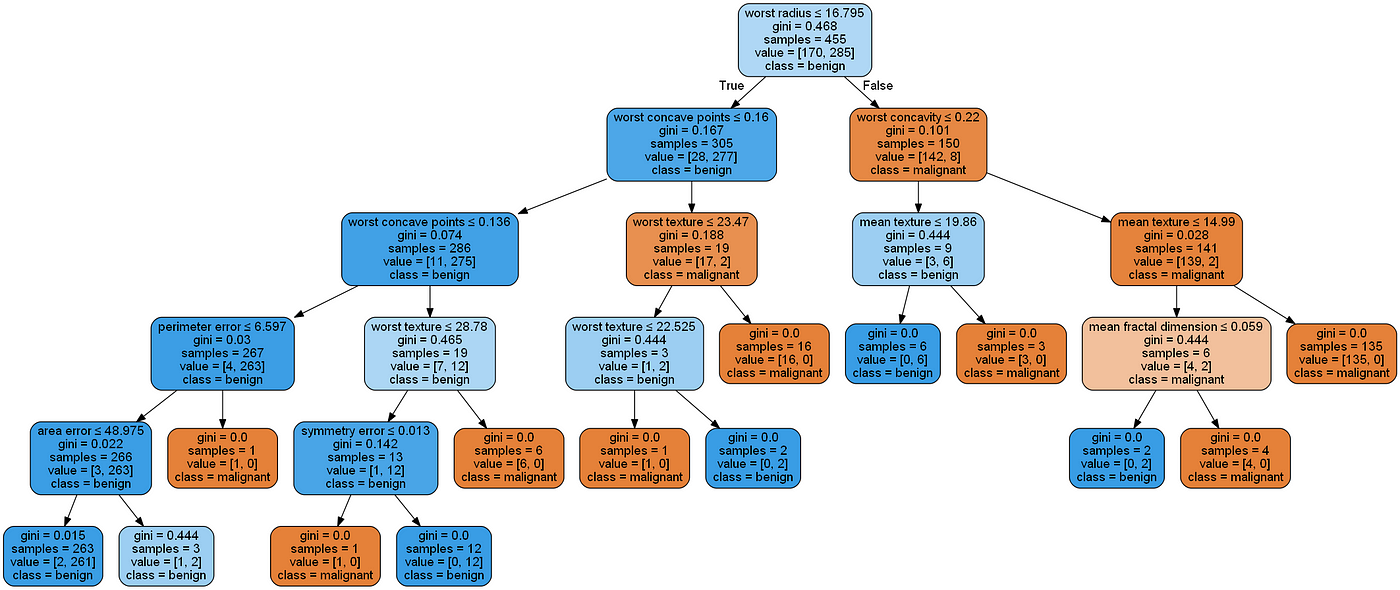 worst radius ≤ 16.795
gini = 0.468
samples = 455
value = [170, 285]
class = benign
True
False
worst concave points ≤ 0.16
gini = 0.167
samples = 305
value = [28, 277]
class = benign
worst concavity ≤ 0.22
gini = 0.101
samples = 150
value = [142, 8]
class = malignant
worst concave points ≤ 0.136
gini = 0.074
samples = 286
value = [11, 275]
class = benign
worst texture ≤ 23.47
gini = 0.188
samples = 19
value = [17, 2]
class = malignant
mean texture ≤ 19.86
gini = 0.444
samples = 9
value = [3, 6]
class = benign
mean texture ≤ 14.99
gini = 0.028
samples = 141
value = [139, 2]
class = malignant
perimeter error ≤ 6.597
gini = 0.03
samples = 267
value = [4, 263]
class = benign
worst texture ≤ 28.78
gini = 0.465
samples = 19
value = [7, 12]
class = benign
worst texture ≤ 22.525
gini = 0.444
samples = 3
value = [1, 2]
class = benign
gini = 0.0
samples = 16
value = [16, 0]
class = malignant
gini = 0.0
samples = 6
value = [0, 6]
class = benign
gini = 0.0
samples = 3
value = [3, 0]
class = malignant
mean fractal dimension ≤ 0.059
gini = 0.444
samples = 6
value = [4, 2]
class = malignant
gini = 0.0
samples = 135
value = [135, 0]
class = malignant
area error ≤ 48.975
gini = 0.022
samples = 266
value = [3, 263]
class = benign
gini = 0.0
samples = 1
value = [1, 0]
class = malignant
symmetry error ≤ 0.013
gini = 0.142
samples = 13
value = [1, 12]
class = benign
gini = 0.0
samples = 6
value = [6, 0]
class = malignant
gini = 0.0
samples = 1
value = [1, 0]
class = malignant
gini = 0.0
samples = 2
value = [0, 2]
class = benign
gini = 0.0
samples = 2
value = [0, 2]
class = benign
gini = 0.0
samples = 4
value = [4, 0]
class = malignant
gini = 0.015
samples = 263
value = [2, 261]
class = benign
gini = 0.444
samples = 3
value = [1, 2]
class = benign
gini = 0.0
samples = 1
value = [1, 0]
class = malignant
gini = 0.0
samples = 12
value = [0, 12]
class = benign